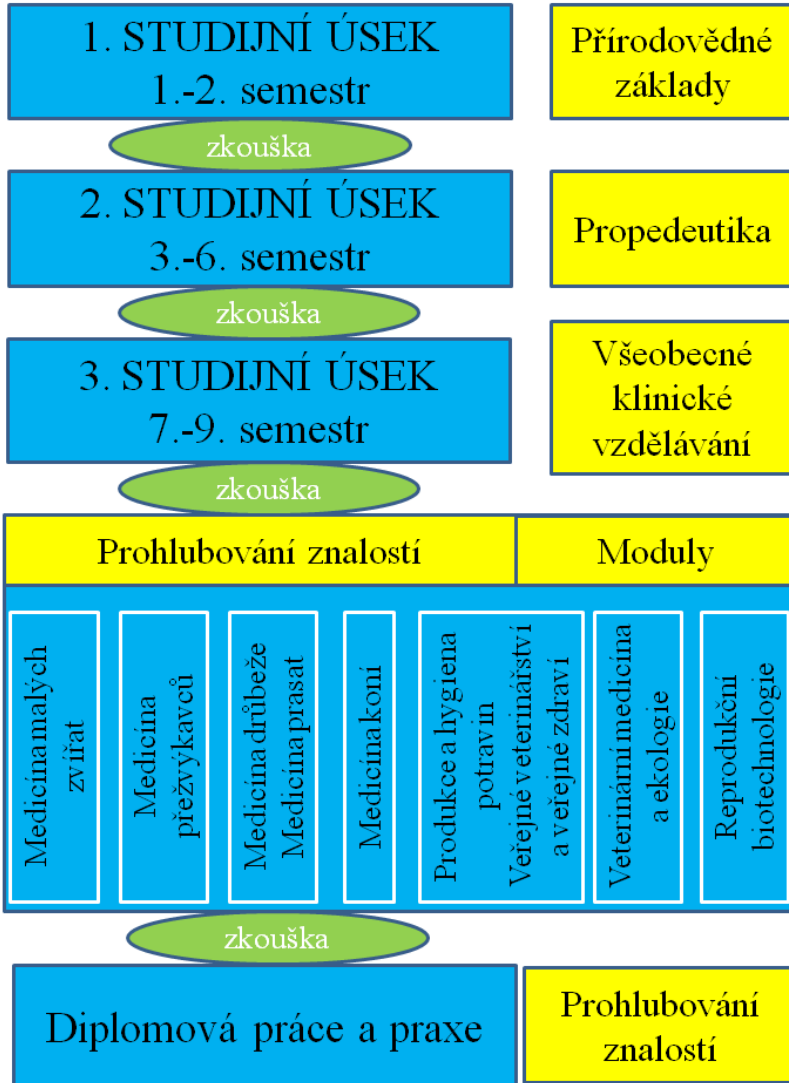 1. STUDIJNÍ ÚSEK
1.-2. semestr
Přírodovědné
základy
zkouška
2. STUDIJNÍ ÚSEK
3.-6. semestr
Propedeutika
zkouška
3. STUDIJNÍ ÚSEK
7.-9. semestr
Všeobecné
klinické
vzdělávání
zkouška
Prohlubování znalostí
Moduly
Medicína malých
zvířat
Medicína
přežvýkavců
Medicína drůbeže
Medicína prasat
Medicína koní
Produkce a hygiena
potravin
Veřejné veterinářství
a veřejné zdraví
Veterinární medicína
a ekologie
Reprodukční
biotechnologie
zkouška
Diplomová práce a praxe
Prohlubování
znalostí